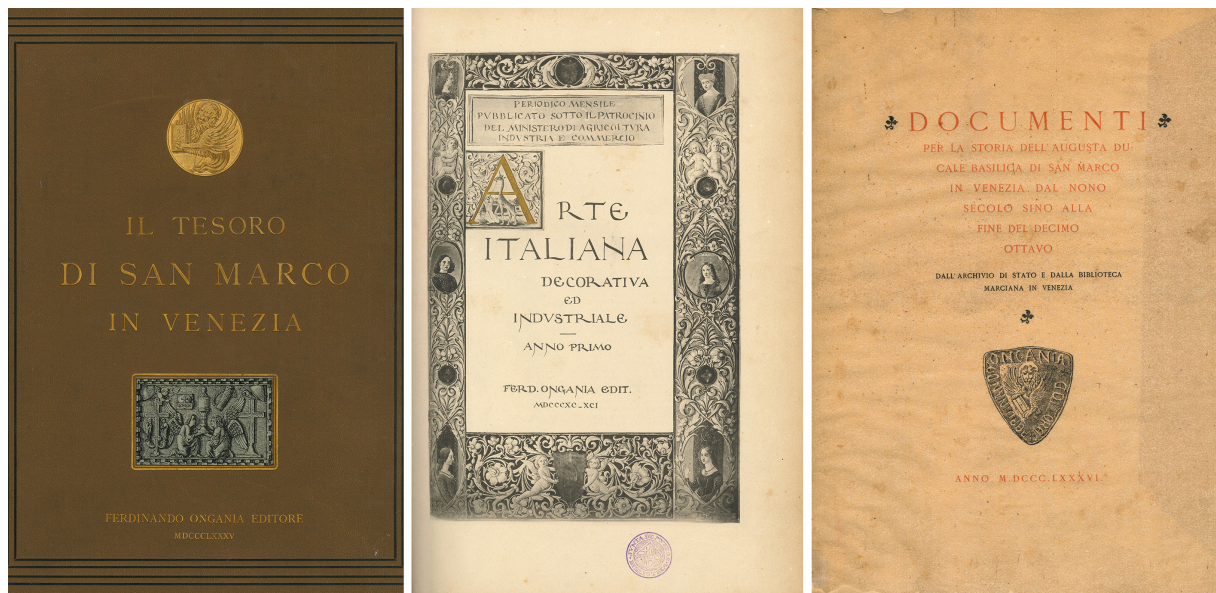 IL TESORO
DI SAN MARCO
IN VENEZIA
FERDINANDO ONGANIA EDITORE
MDCCCLXXXV
PERIODICO MENSILE
PVBBLICATO SOTTO IL PATROCINIO
DEL MINISTERO DI AGRICOLTVRA
INDVSTRIA E COMMERCIO
ARTE
ITALIANA
DECORATIVA
ED
INDVSTRIALE
ANNO PRIMO
FERD. ONGANIA EDIT.
MDCCCXC_XCI
DOCUMENTI
PER LA STORIA DELL'AUGUSTA DU
CALE BASILICA DI SAN MARCO
IN VENEZIA DAL NONO
SECOLO SINO ALLA
FINE DEL DECIMO
OTTAVO
DALL'ARCHIVIO DI STATO E DALLA BIBLIOTECA
MARCIANA IN VENEZIA
ONGANIA
ANNO M.DCCC.LXXXVI.